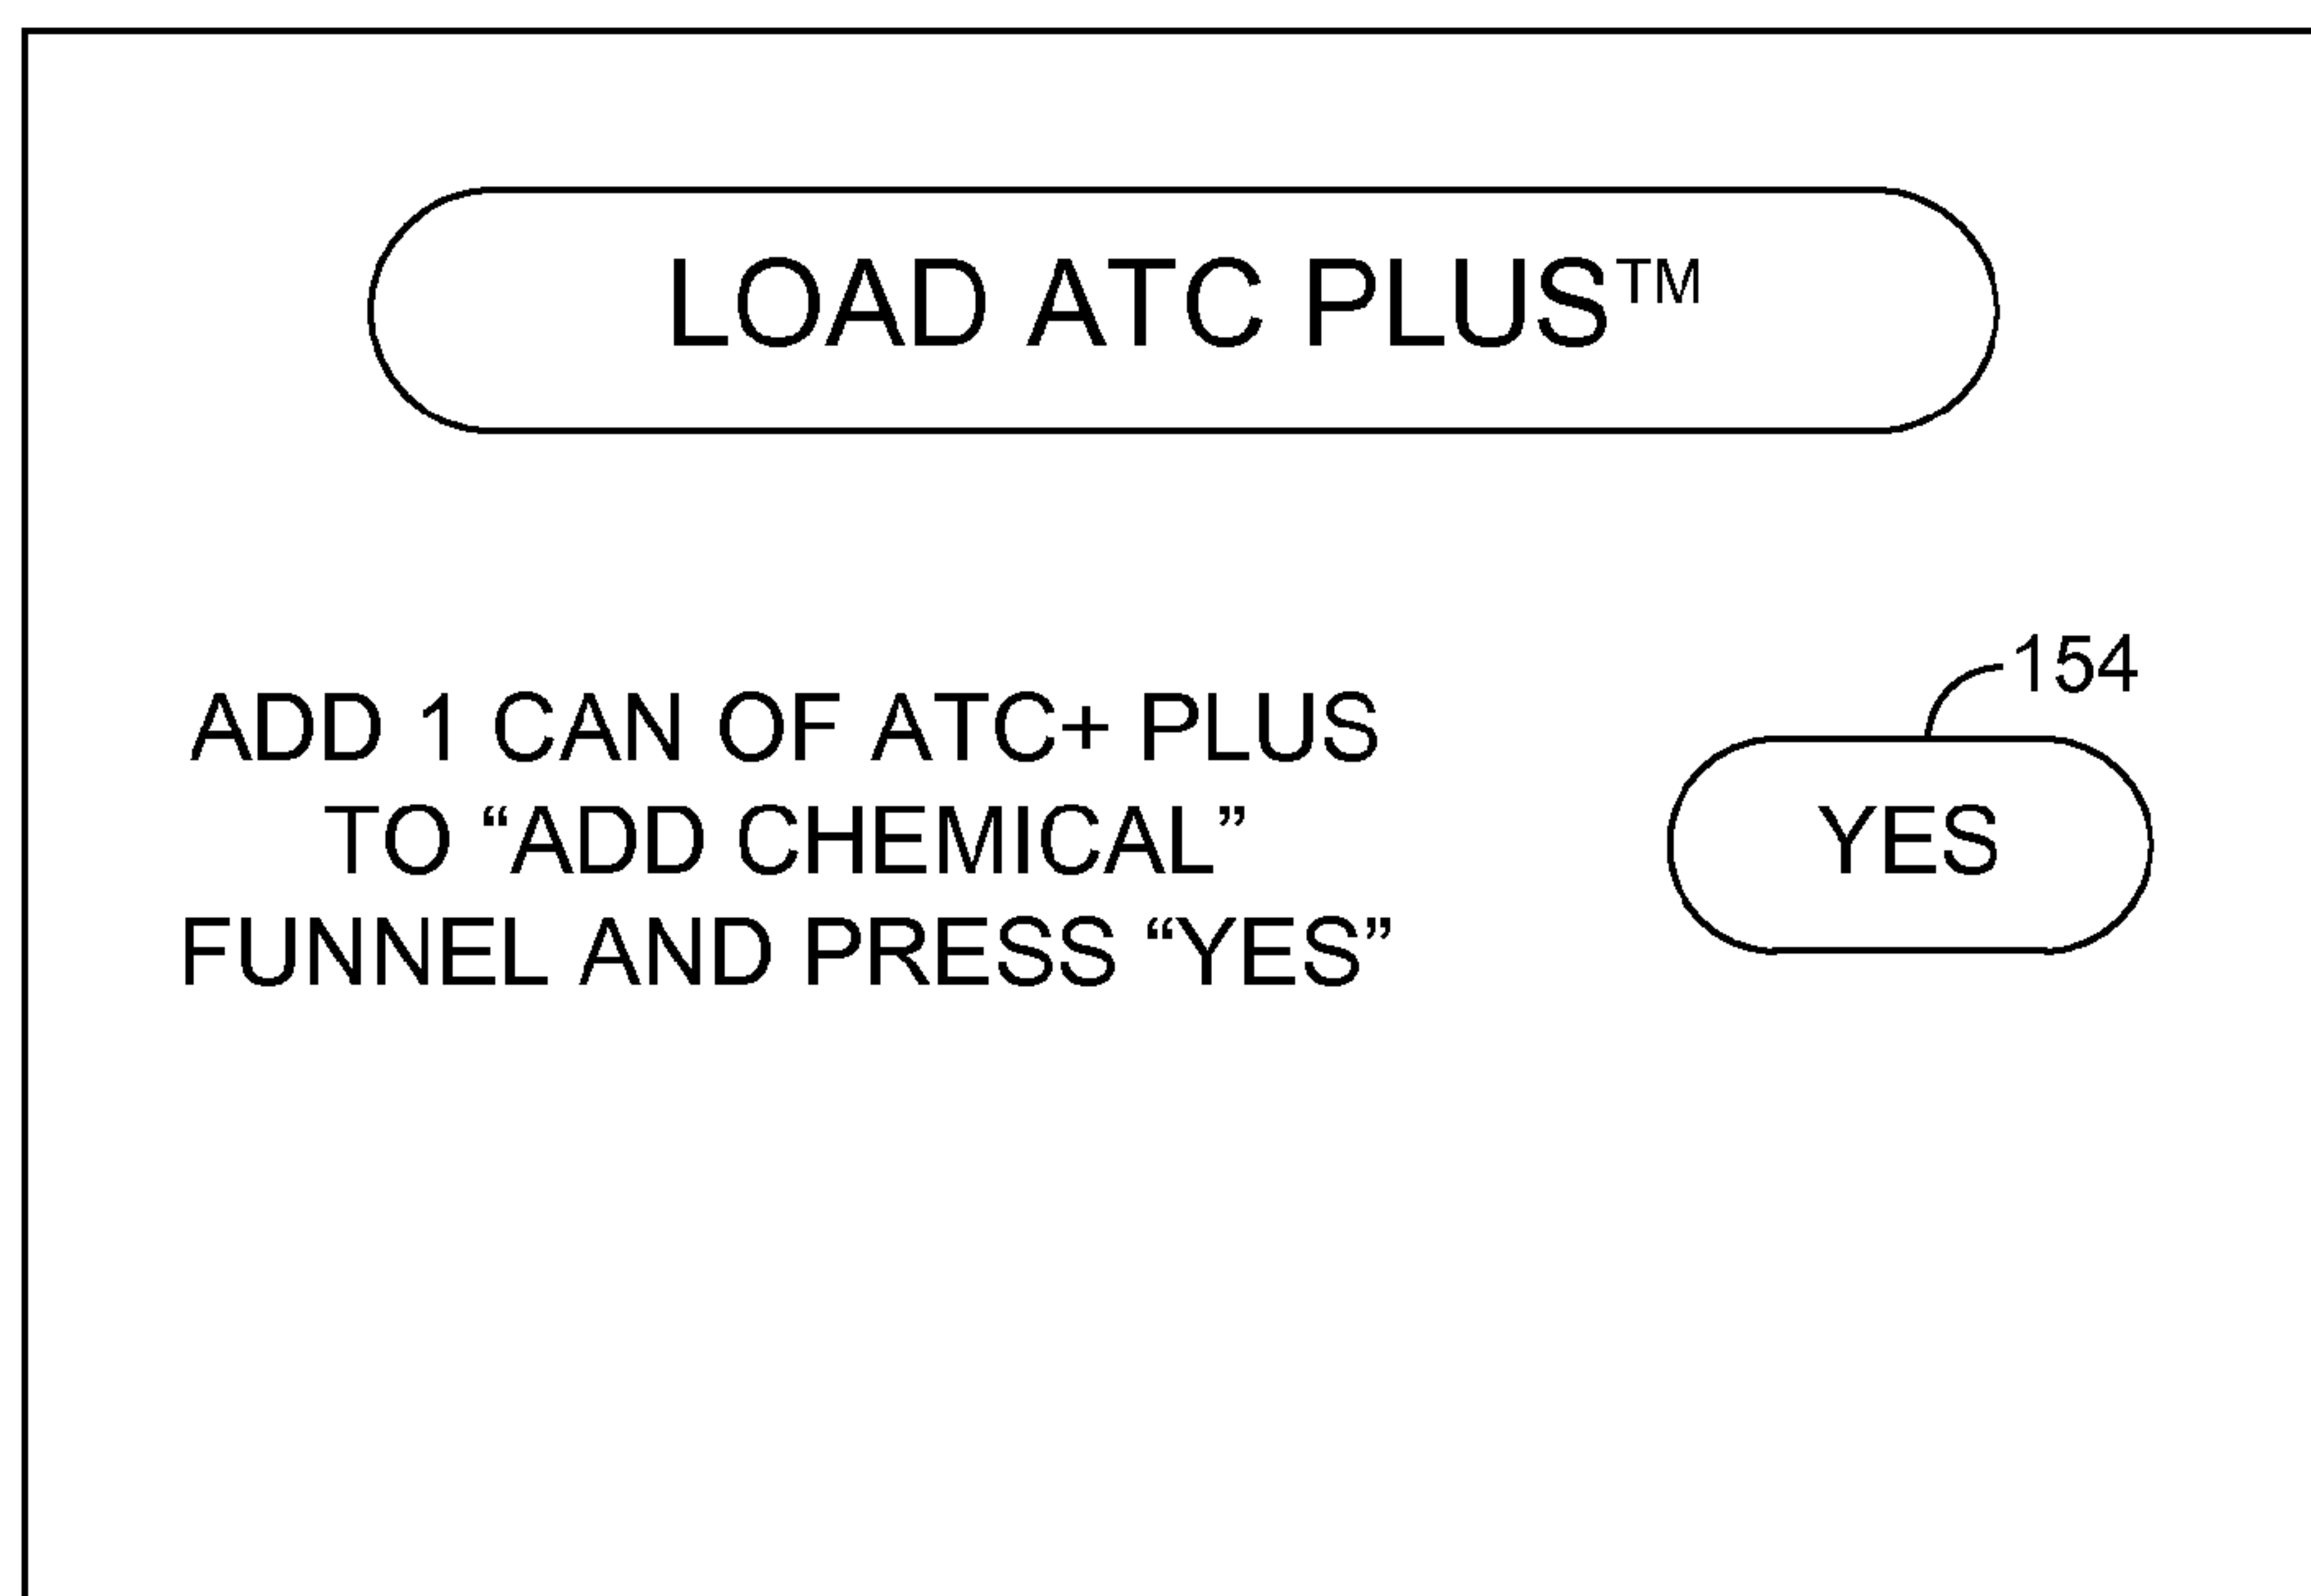 LOAD ATC PLUS™
154
ADD 1 CAN OF ATC+ PLUS
TO “ADD CHEMICAL”
FUNNEL AND PRESS “YES”
YES